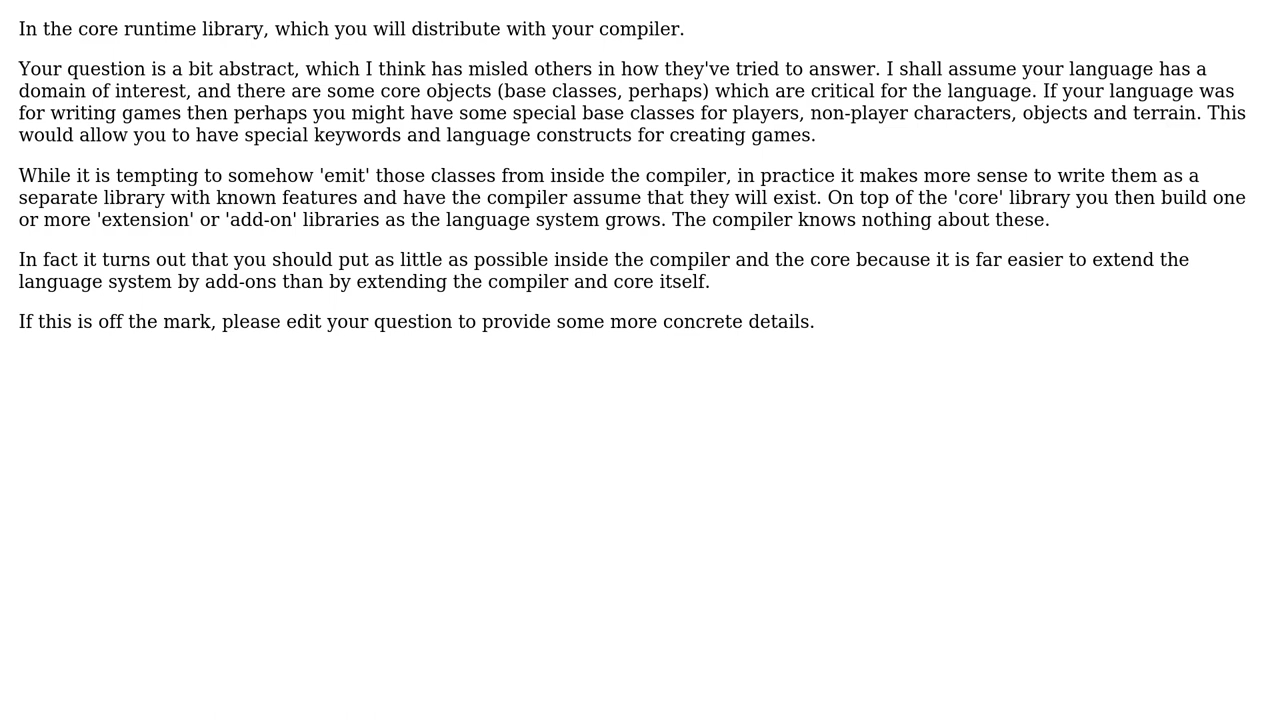 In the core runtime library, which you will distribute with your compiler.
Your question is a bit abstract, which I think has misled others in how they've tried to answer. I shall assume your language has a
domain of interest, and there are some core objects (base classes, perhaps) which are critical for the language. If your language was
for writing games then perhaps you might have some special base classes for players, non-player characters, objects and terrain. This
would allow you to have special keywords and language constructs for creating games.
While it is tempting to somehow 'emit' those classes from inside the compiler, in practice it makes more sense to write them as a
separate library with known features and have the compiler assume that they will exist. On top of the 'core' library you then build one
or more 'extension' or 'add-on' libraries as the language system grows. The compiler knows nothing about these.
In fact it turns out that you should put as little as possible inside the compiler and the core because it is far easier to extend the
language system by add-ons than by extending the compiler and core itself.
If this is off the mark, please edit your question to provide some more concrete details.